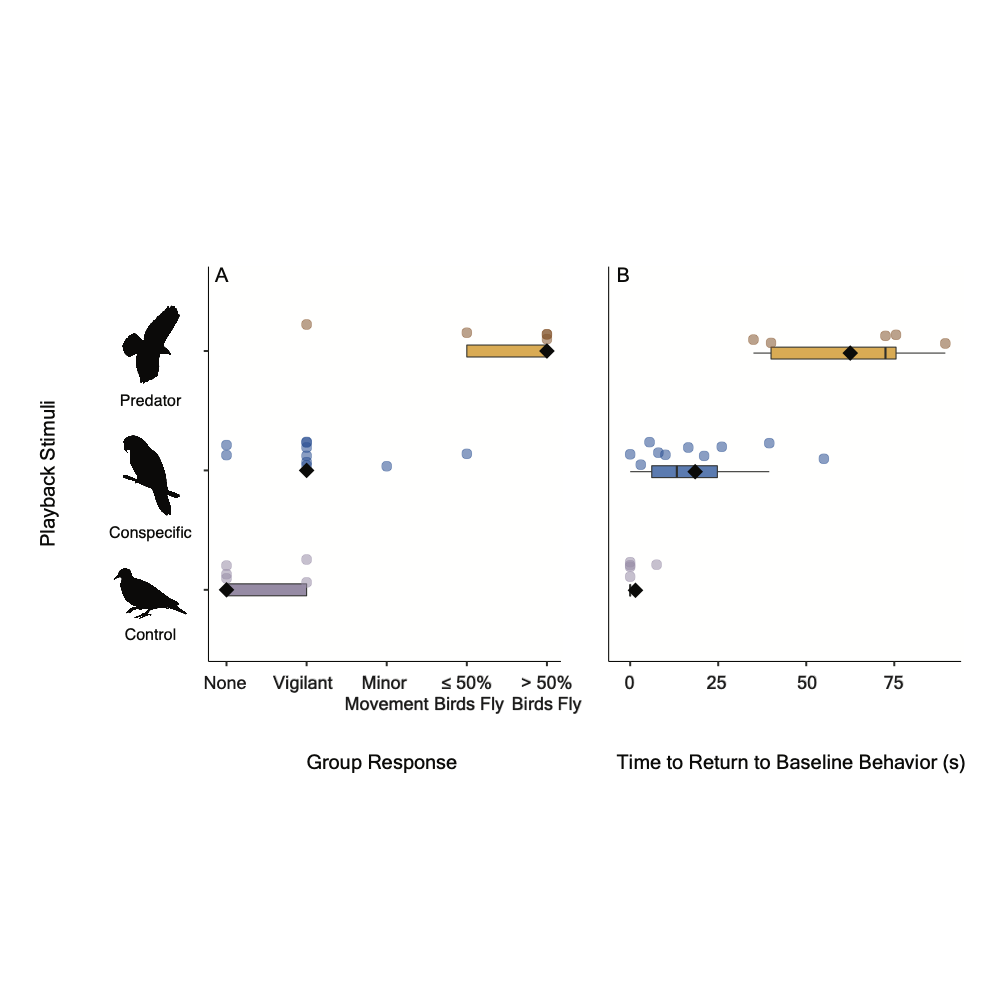 A
B
Playback Stimuli
Predator
Conspecific
Control
None Vigilant Minor ≤ 50% > 50%
Movement Birds Fly Birds Fly
0 25 50 75
Group Response
Time to Return to Baseline Behavior (s)